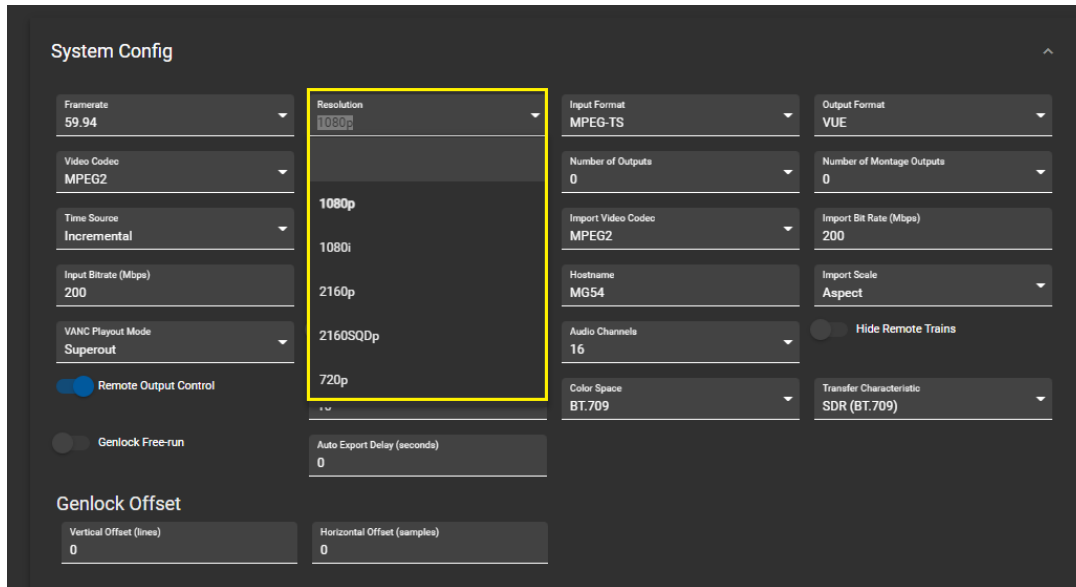 System Config
Framerate
59.94
Resolution
1080p
Input Format
MPEG-TS
Output Format
VUE
Video Codec
MPEG2
Number of Outputs
0
Number of Montage Outputs
0
1080p
Time Source
Incremental
Import Video Codec
MPEG2
Import Bit Rate (Mbps)
200
1080i
Input Bitrate (Mbps)
200
2160p
Hostname
MG54
Import Scale
Aspect
VANC Playout Mode
Superout
2160SQDp
Audio Channels
16
Hide Remote Trains
720p
Remote Output Control
Color Space
BT.709
Transfer Characteristic
SDR (BT.709)
Genlock Free-run
Auto Export Delay (seconds)
0
Genlock Offset
Vertical Offset (lines)
0
Horizontal Offset (samples)
0